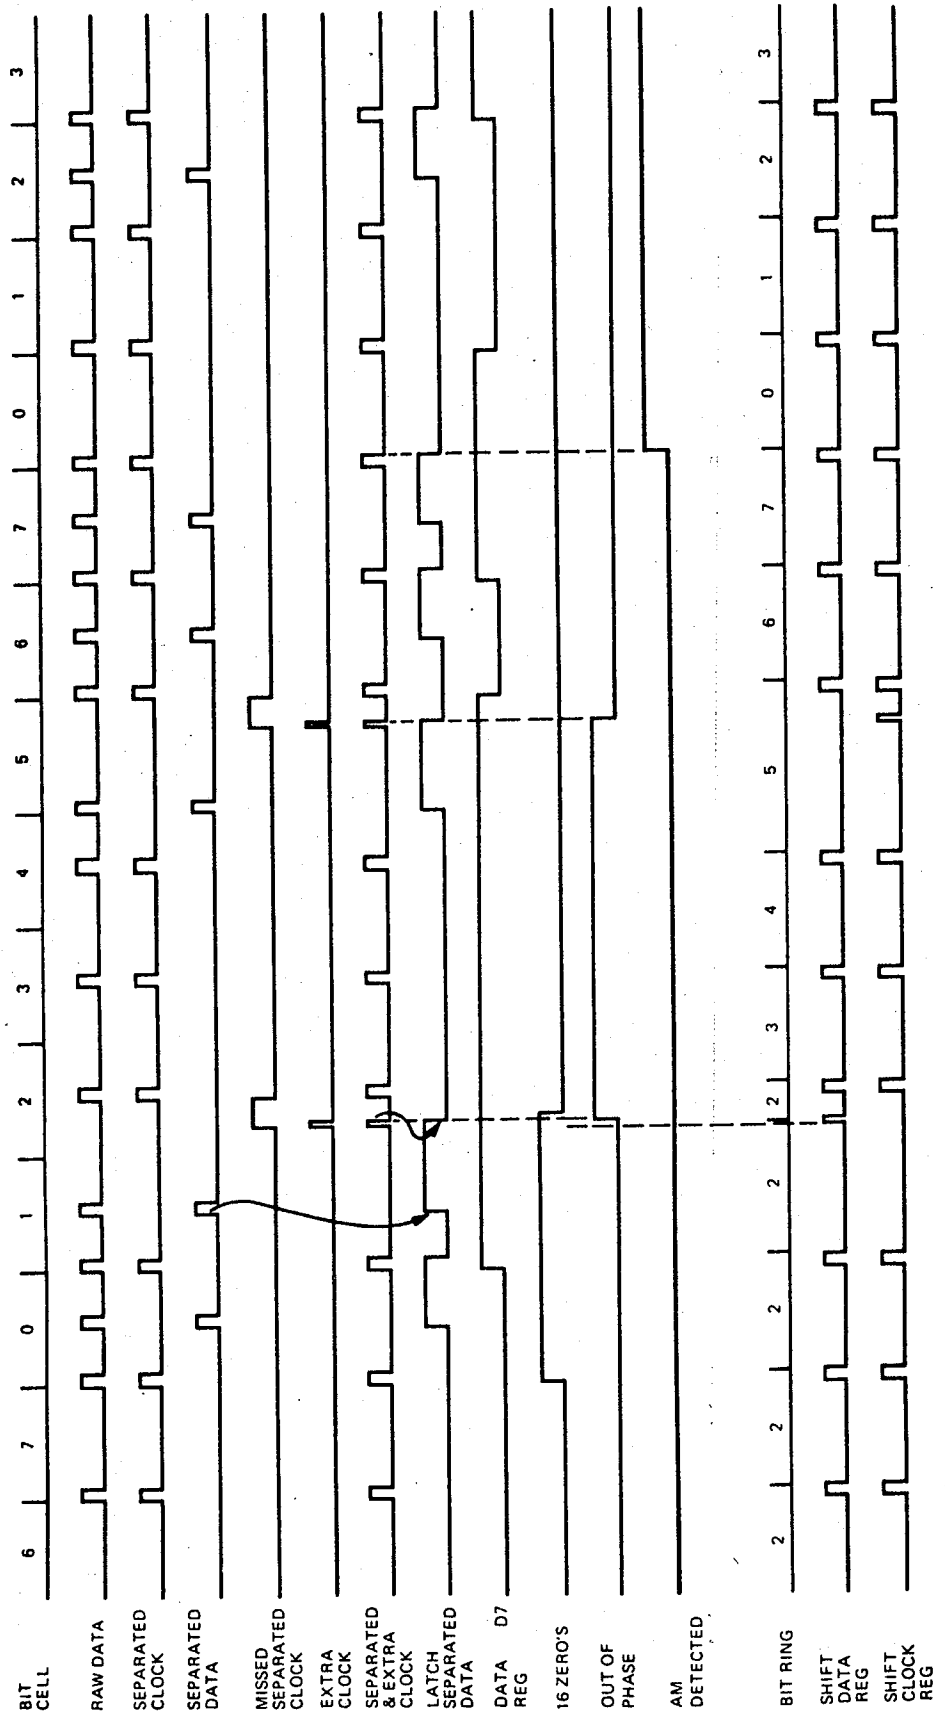 BIT
CELL
6 7 0 1 2 3 4 5 6 7 0 1 2 3
RAW DATA
SEPARATED
CLOCK
SEPARATED
DATA
MISSED
SEPARATED
CLOCK
EXTRA
CLOCK
SEPARATED
& EXTRA
CLOCK
LATCH
SEPARATED
DATA
DATA D7
REG
16 ZERO'S
OUT OF
PHASE
AM
DETECTED
BIT RING
2 2 2 2 2 3 4 5 6 7 0 1 2 3
SHIFT
DATA
REG
SHIFT
CLOCK
REG